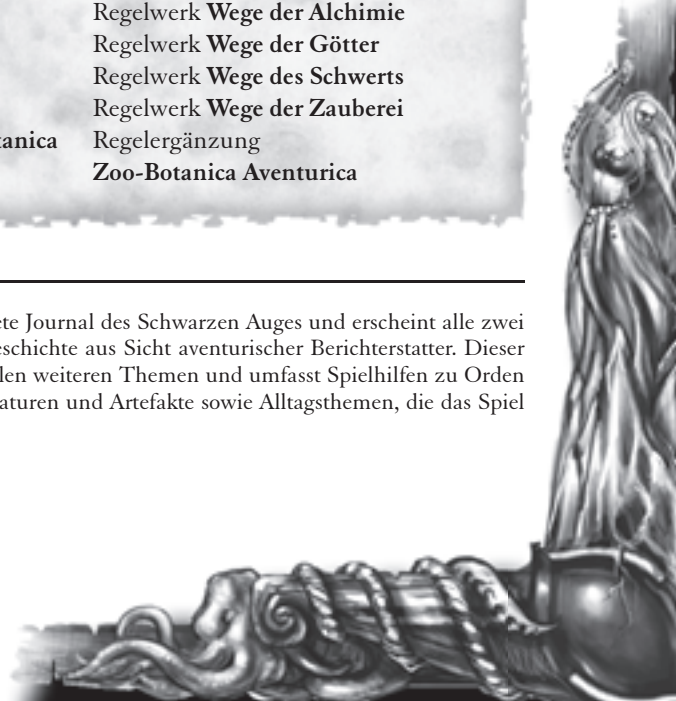 Regelwerk Wege der Alchimie
Regelwerk Wege der Götter
Regelwerk Wege des Schwerts
Regelwerk Wege der Zauberei
tanica Regelergänzung
Zoo-Botanica Aventurica
ete Journal des Schwarzen Auges und erscheint alle zwei
eschichte aus Sicht aventurischer Berichterstatter. Dieser
len weiteren Themen und umfasst Spielhilfen zu Orden
aturen und Artefakte sowie Alltagsthemen, die das Spiel